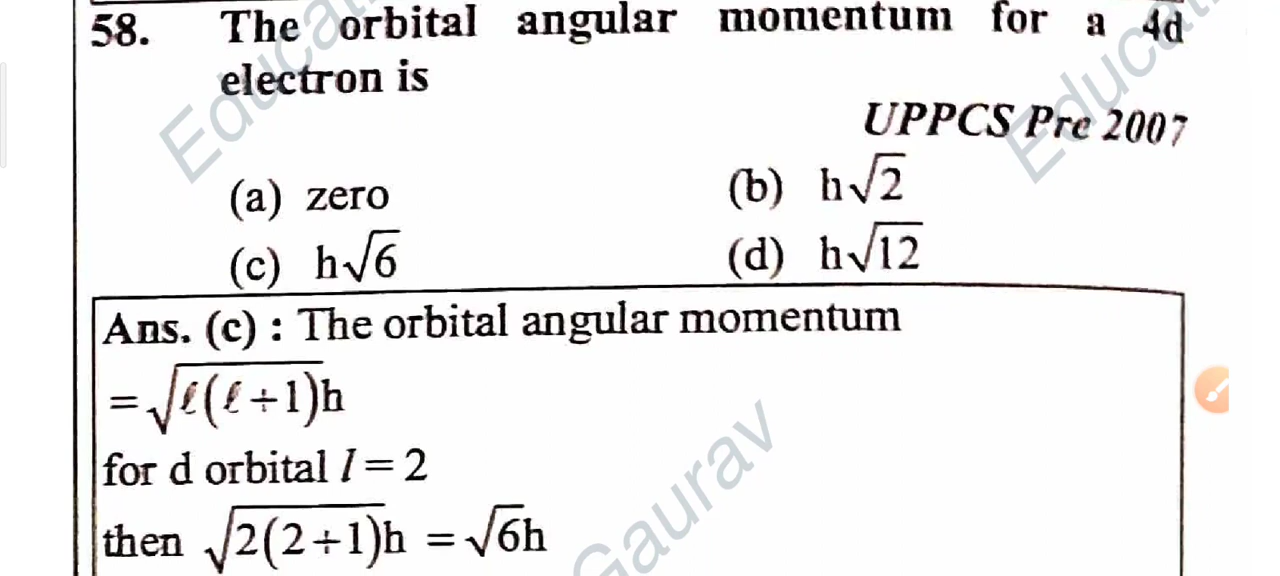 58. The orbital angular momentum for a 4d
electron is
UPPCS Pre 2007
(a) zero (b) h√2
(c) h√6 (d) h√12
Ans. (c) : The orbital angular momentum
= √ℓ(ℓ+1)h
for d orbital l = 2
then √2(2+1)h = √6h
Gaurav